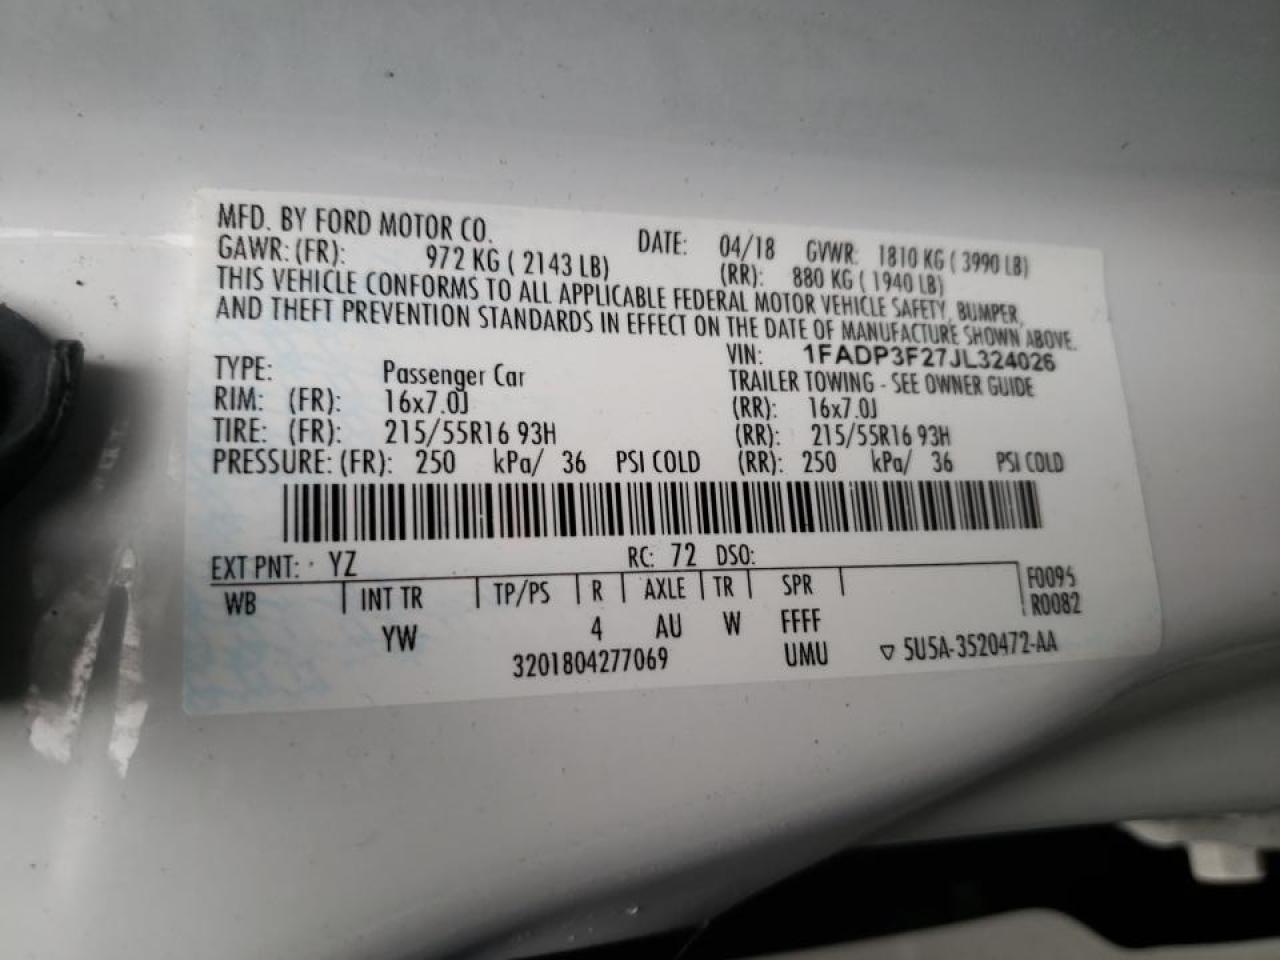 MFD. BY FORD MOTOR CO. DATE: 04/18 GVWR: 1810 KG ( 3990 LB)
GAWR: (FR): 972 KG ( 2143 LB) (RR): 880 KG ( 1940 LB)
THIS VEHICLE CONFORMS TO ALL APPLICABLE FEDERAL MOTOR VEHICLE SAFETY, BUMPER,
AND THEFT PREVENTION STANDARDS IN EFFECT ON THE DATE OF MANUFACTURE SHOWN ABOVE.
VIN: 1FADP3F27JL324026
TYPE: Passenger Car TRAILER TOWING - SEE OWNER GUIDE
RIM: (FR): 16x7.0J (RR): 16x7.0J
TIRE: (FR): 215/55R16 93H (RR): 215/55R16 93H
PRESSURE: (FR): 250 kPa/ 36 PSI COLD (RR): 250 kPa/ 36 PSI COLD
EXT PNT: YZ RC: 72 DSO:
WB INT TR TP/PS R AXLE TR SPR F0095
R0082
YW 4 AU W FFFF
3201804277069 UMU ▽ 5U5A-3520472-AA